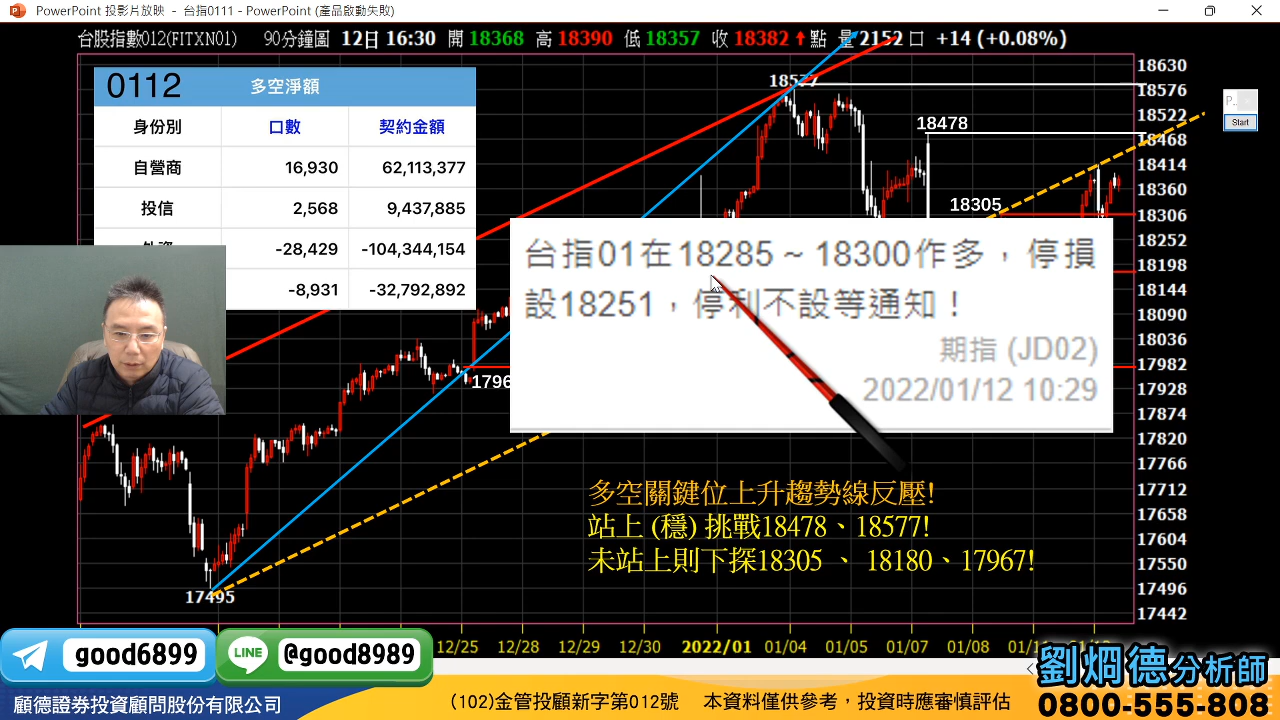 PowerPoint 投影片放映 - 台指0111 - PowerPoint (產品啟動失敗)
台股指數012(FITXN01) 90分鐘圖 12日 16:30 開 18368 高 18390 低 18357 收 18382 點 量 2152 口 +14 (+0.08%)
0112 多空淨額
身份別 口數 契約金額
自營商 16,930 62,113,377
投信 2,568 9,437,885
-28,429 -104,344,154
-8,931 -32,792,892
18577
18478
18305
1796
17495
台指01在18285~18300作多,停損
設18251,停利不設等通知!
期指 (JD02)
2022/01/12 10:29
多空關鍵位上升趨勢線反壓!
站上 (穩) 挑戰18478、18577!
未站上則下探18305 、 18180、17967!
18630
18576
18522
18468
18414
18360
18306
18252
18198
18144
18090
18036
17982
17928
17874
17820
17766
17712
17658
17604
17550
17496
17442
P..
Start
12/25 12/28 12/29 12/30 2022/01 01/04 01/05 01/07 01/08
good6899
LINE @good8989
劉烱德分析師
0800-555-808
顧德證券投資顧問股份有限公司
(102)金管投顧新字第012號 本資料僅供參考,投資時應審慎評估